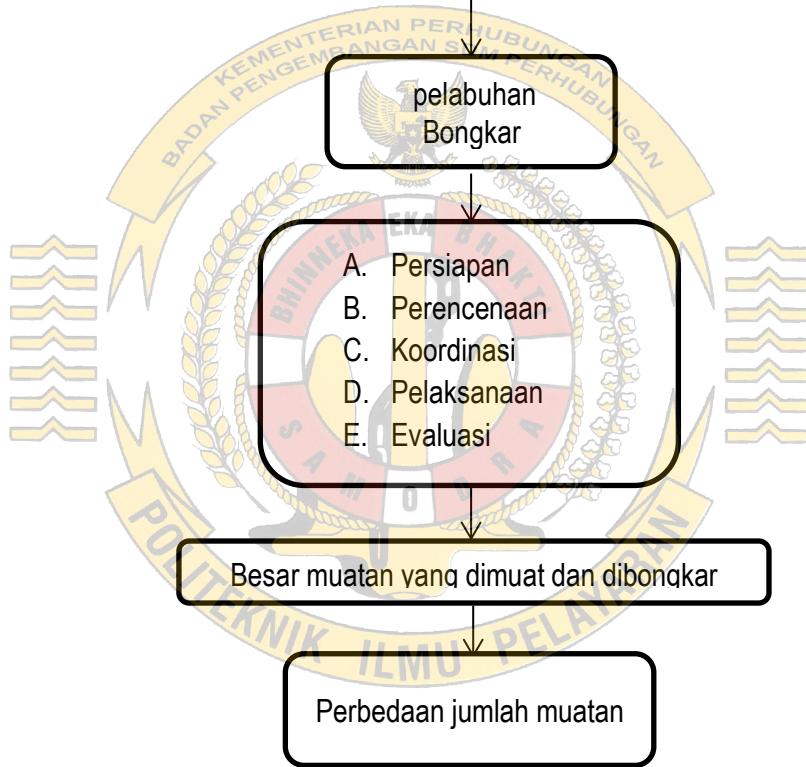 KEMENTERIAN PERHUBUNGAN
BADAN PENGEMBANGAN SDM PERHUBUNGAN
pelabuhan
Bongkar
BHINNEKA EKA BHAKTI
A. Persiapan
B. Perencenaan
C. Koordinasi
D. Pelaksanaan
E. Evaluasi
SAMODRA
Besar muatan yang dimuat dan dibongkar
POLITEKNIK ILMU PELAYARAN
Perbedaan jumlah muatan